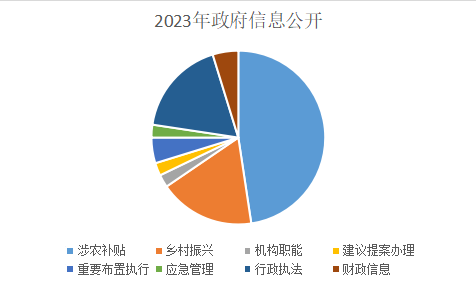 2023年政府信息公开
涉农补贴 乡村振兴 机构职能 建议提案办理
重要布置执行 应急管理 行政执法 财政信息